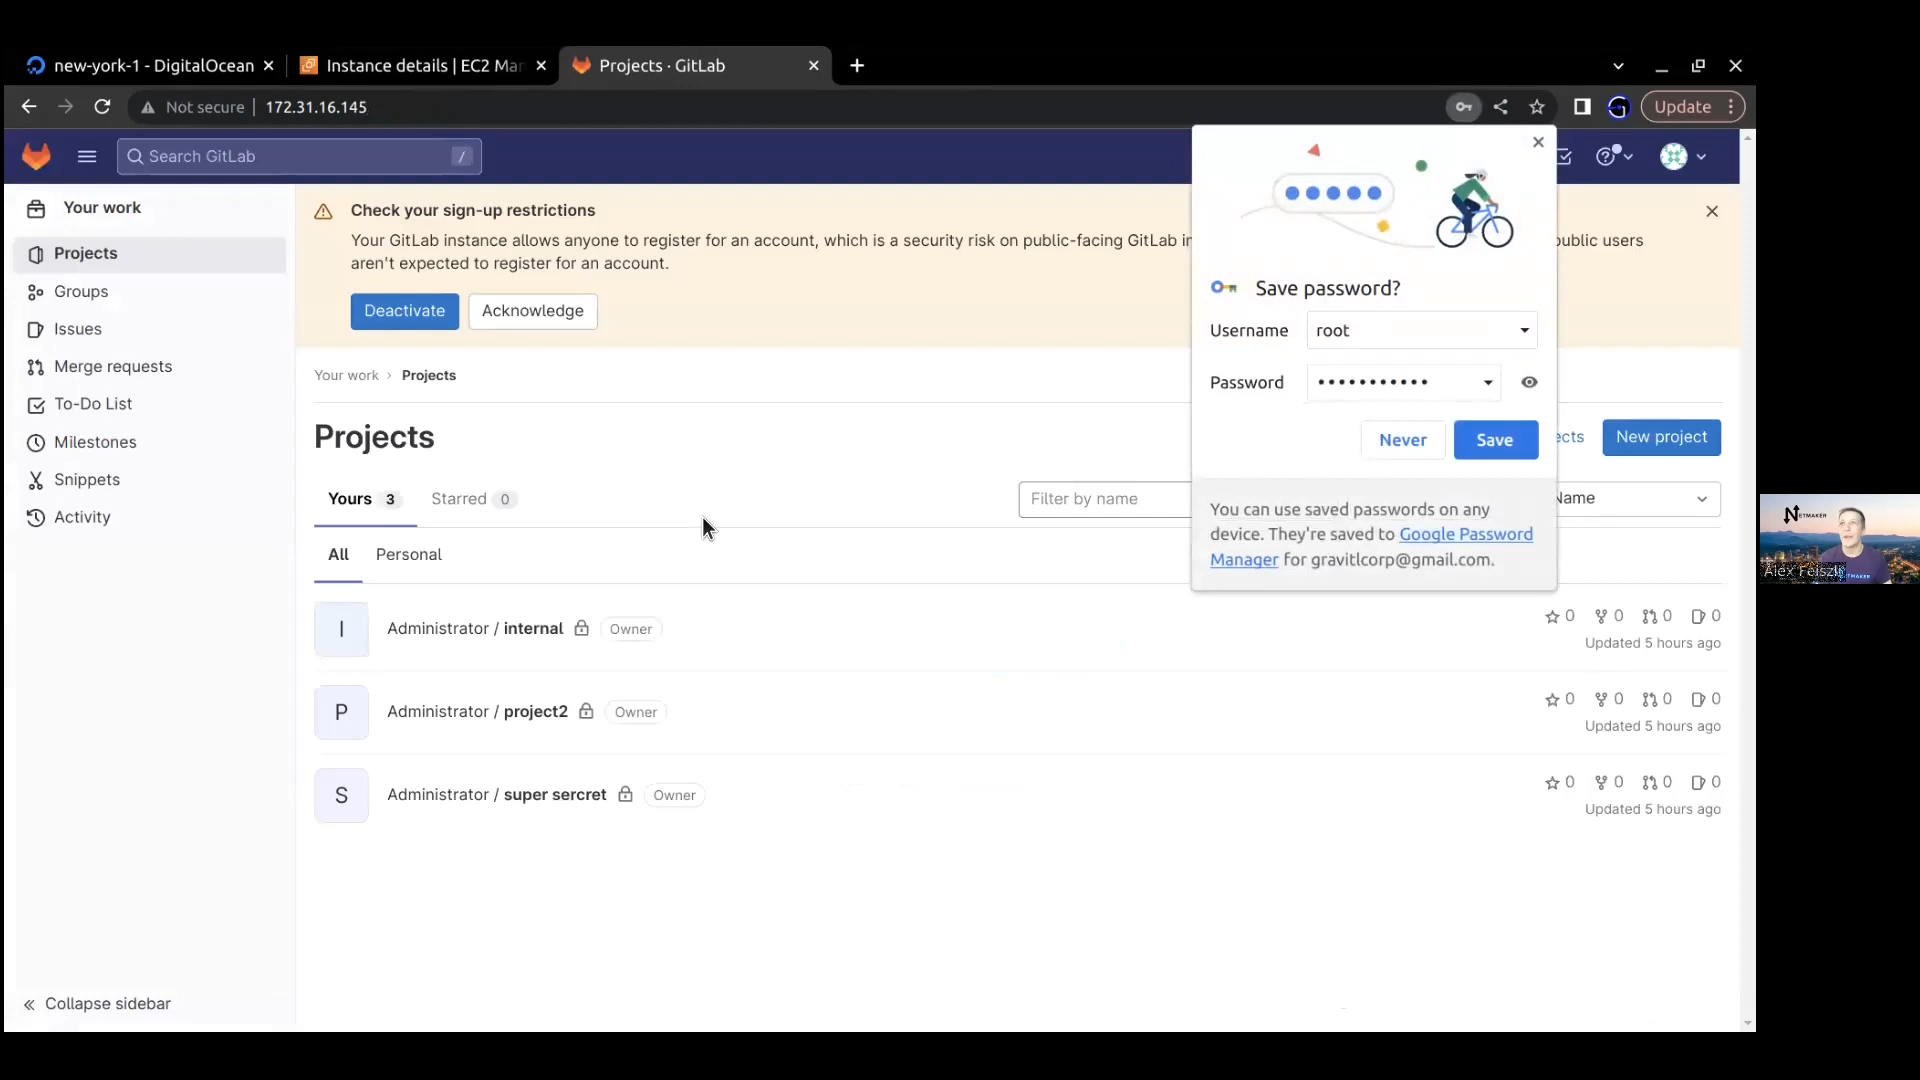 new-york-1 - DigitalOcean
Instance details | EC2 Man
Projects · GitLab
Not secure
172.31.16.145
Update
Search GitLab
/
Your work
Projects
Groups
Issues
Merge requests
To-Do List
Milestones
Snippets
Activity
Collapse sidebar
Check your sign-up restrictions
Your GitLab instance allows anyone to register for an account, which is a security risk on public-facing GitLab in
public users
aren't expected to register for an account.
Deactivate
Acknowledge
Your work › Projects
Projects
ects
New project
Yours 3
Starred 0
Filter by name
Name
All
Personal
I
Administrator / internal
Owner
0 0 0 0
Updated 5 hours ago
P
Administrator / project2
Owner
0 0 0 0
Updated 5 hours ago
S
Administrator / super sercret
Owner
0 0 0 0
Updated 5 hours ago
Save password?
Username
root
Password
Never
Save
You can use saved passwords on any
device. They're saved to Google Password
Manager for gravitlcorp@gmail.com.
NETMAKER
Alex Feiszli